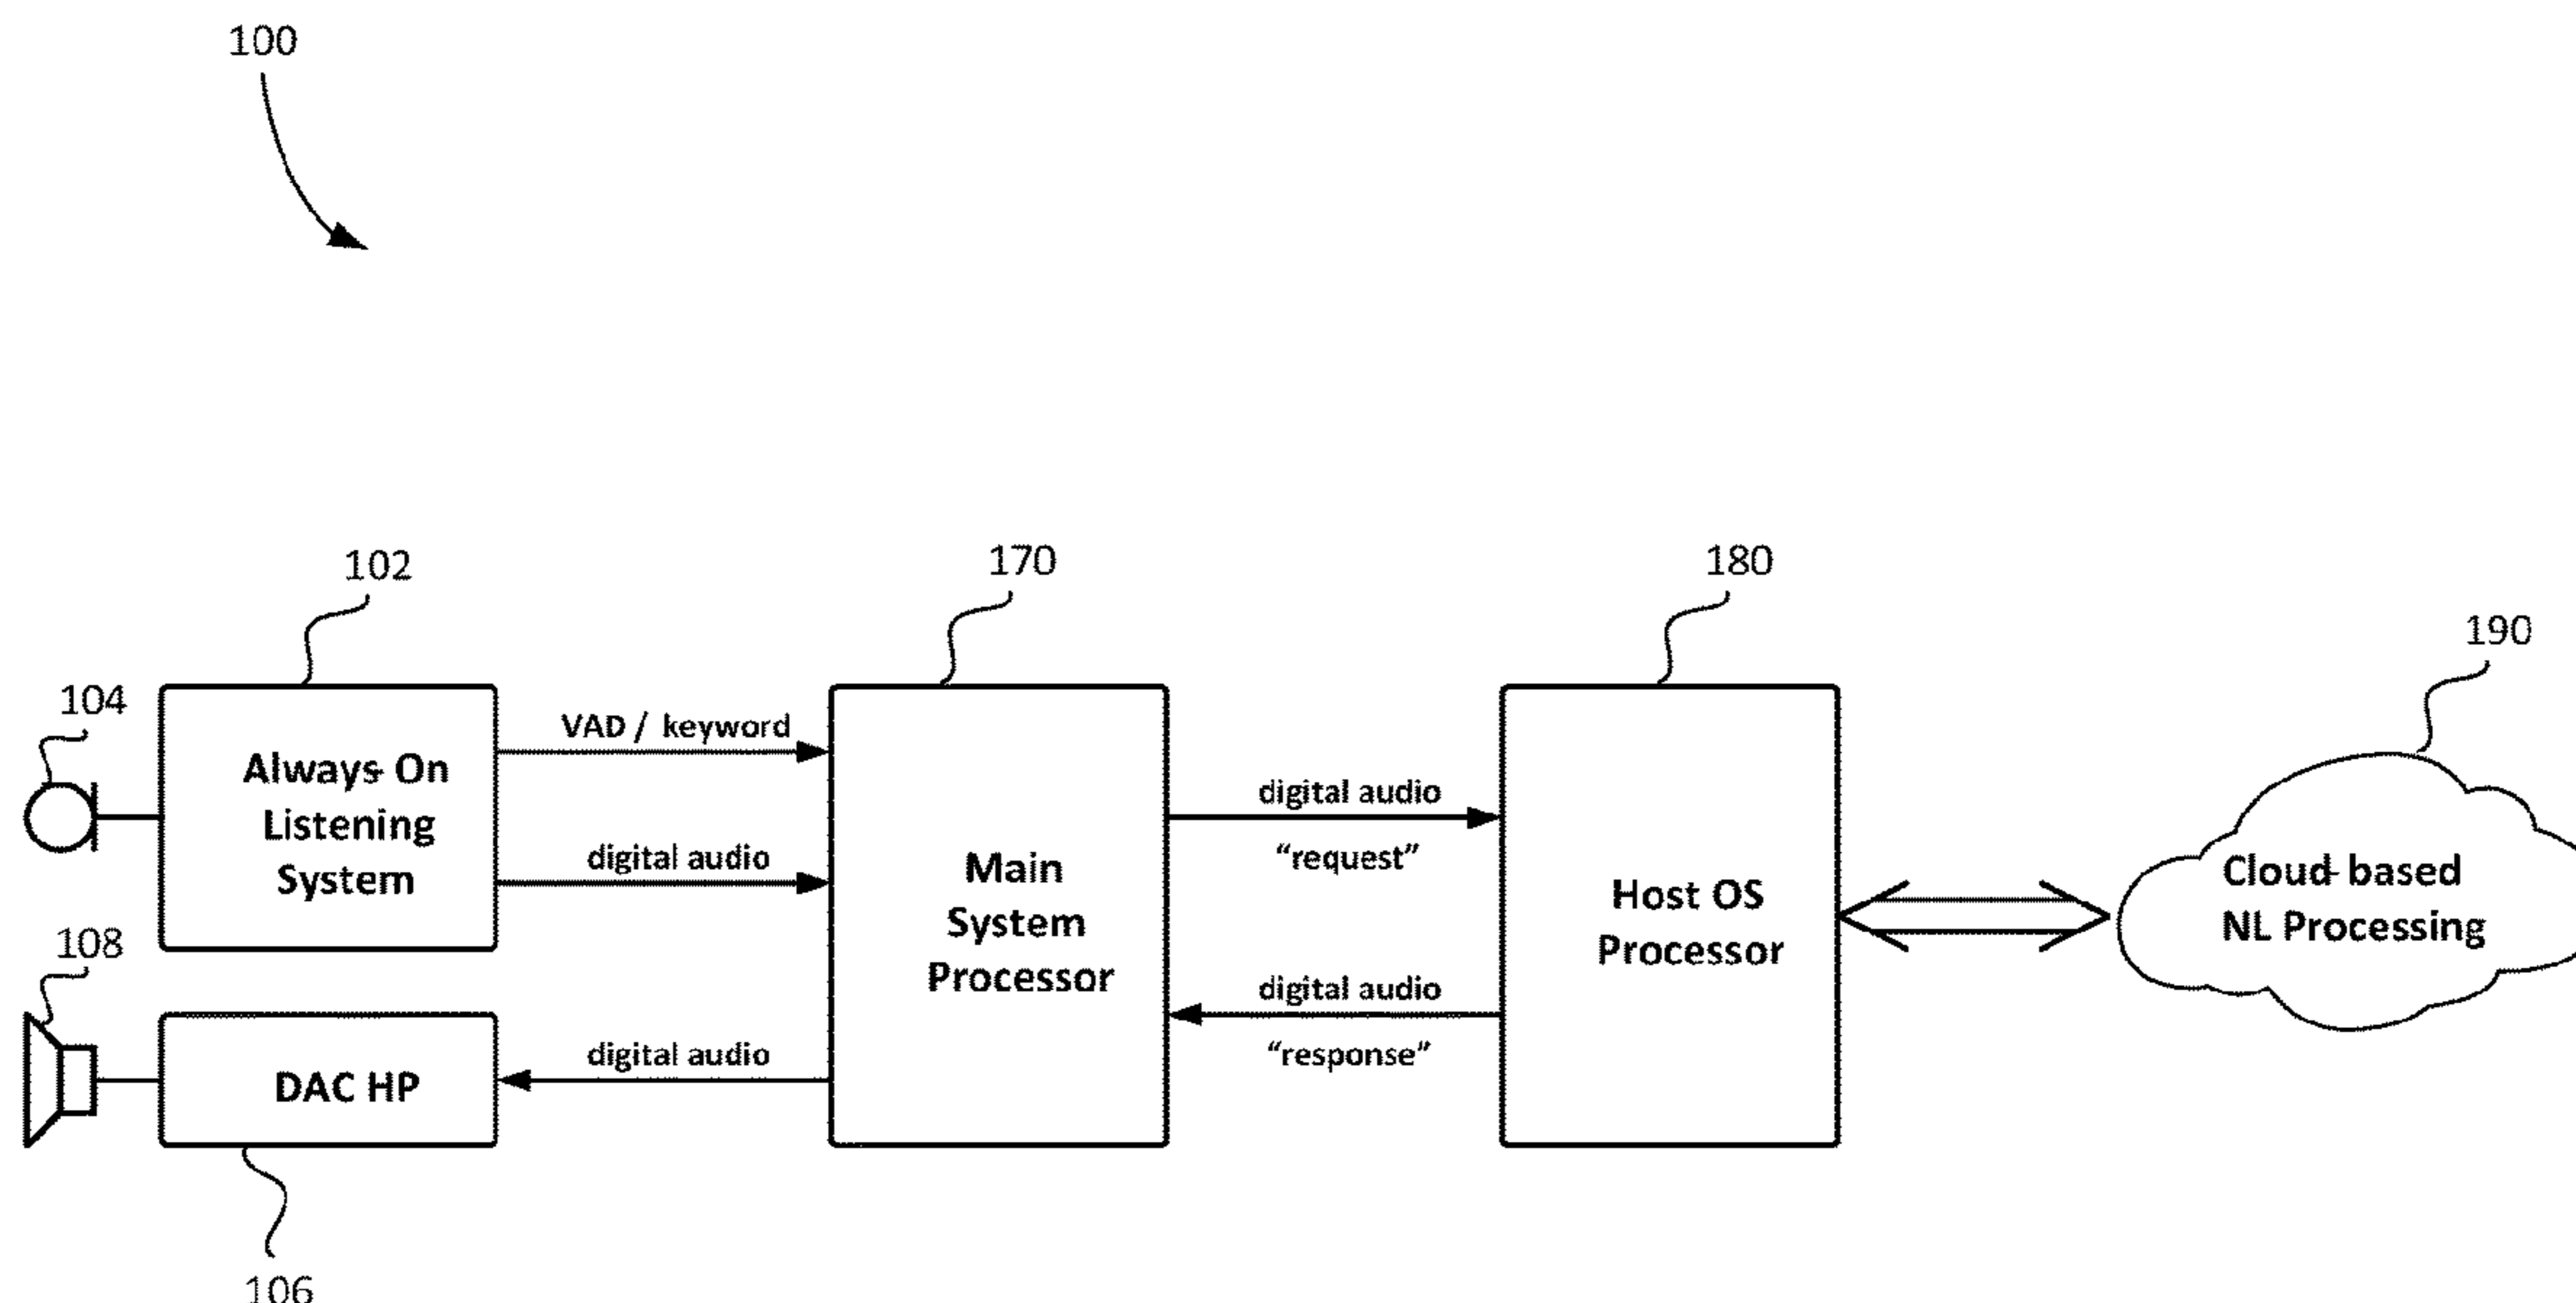 100
102
170
180
190
104
Always On
Listening
System
VAD / keyword
digital audio
Main
System
Processor
digital audio
"request"
Host OS
Processor
digital audio
"response"
Cloud-based
NL Processing
108
DAC HP
digital audio
106